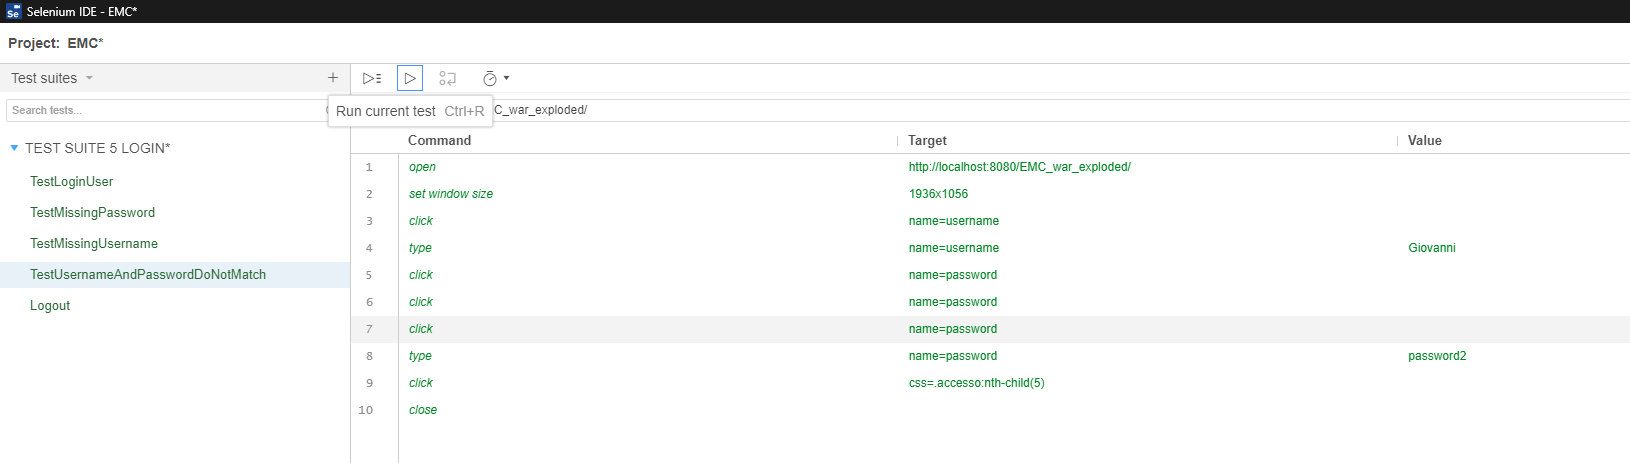 Se Selenium IDE - EMC*
Project: EMC*
Test suites +
Search tests...
Run current test Ctrl+R
C_war_exploded/
Command Target Value
TEST SUITE 5 LOGIN*
TestLoginUser
TestMissingPassword
TestMissingUsername
TestUsernameAndPasswordDoNotMatch
Logout
1 open http://localhost:8080/EMC_war_exploded/
2 set window size 1936x1056
3 click name=username
4 type name=username Giovanni
5 click name=password
6 click name=password
7 click name=password
8 type name=password password2
9 click css=.accesso:nth-child(5)
10 close